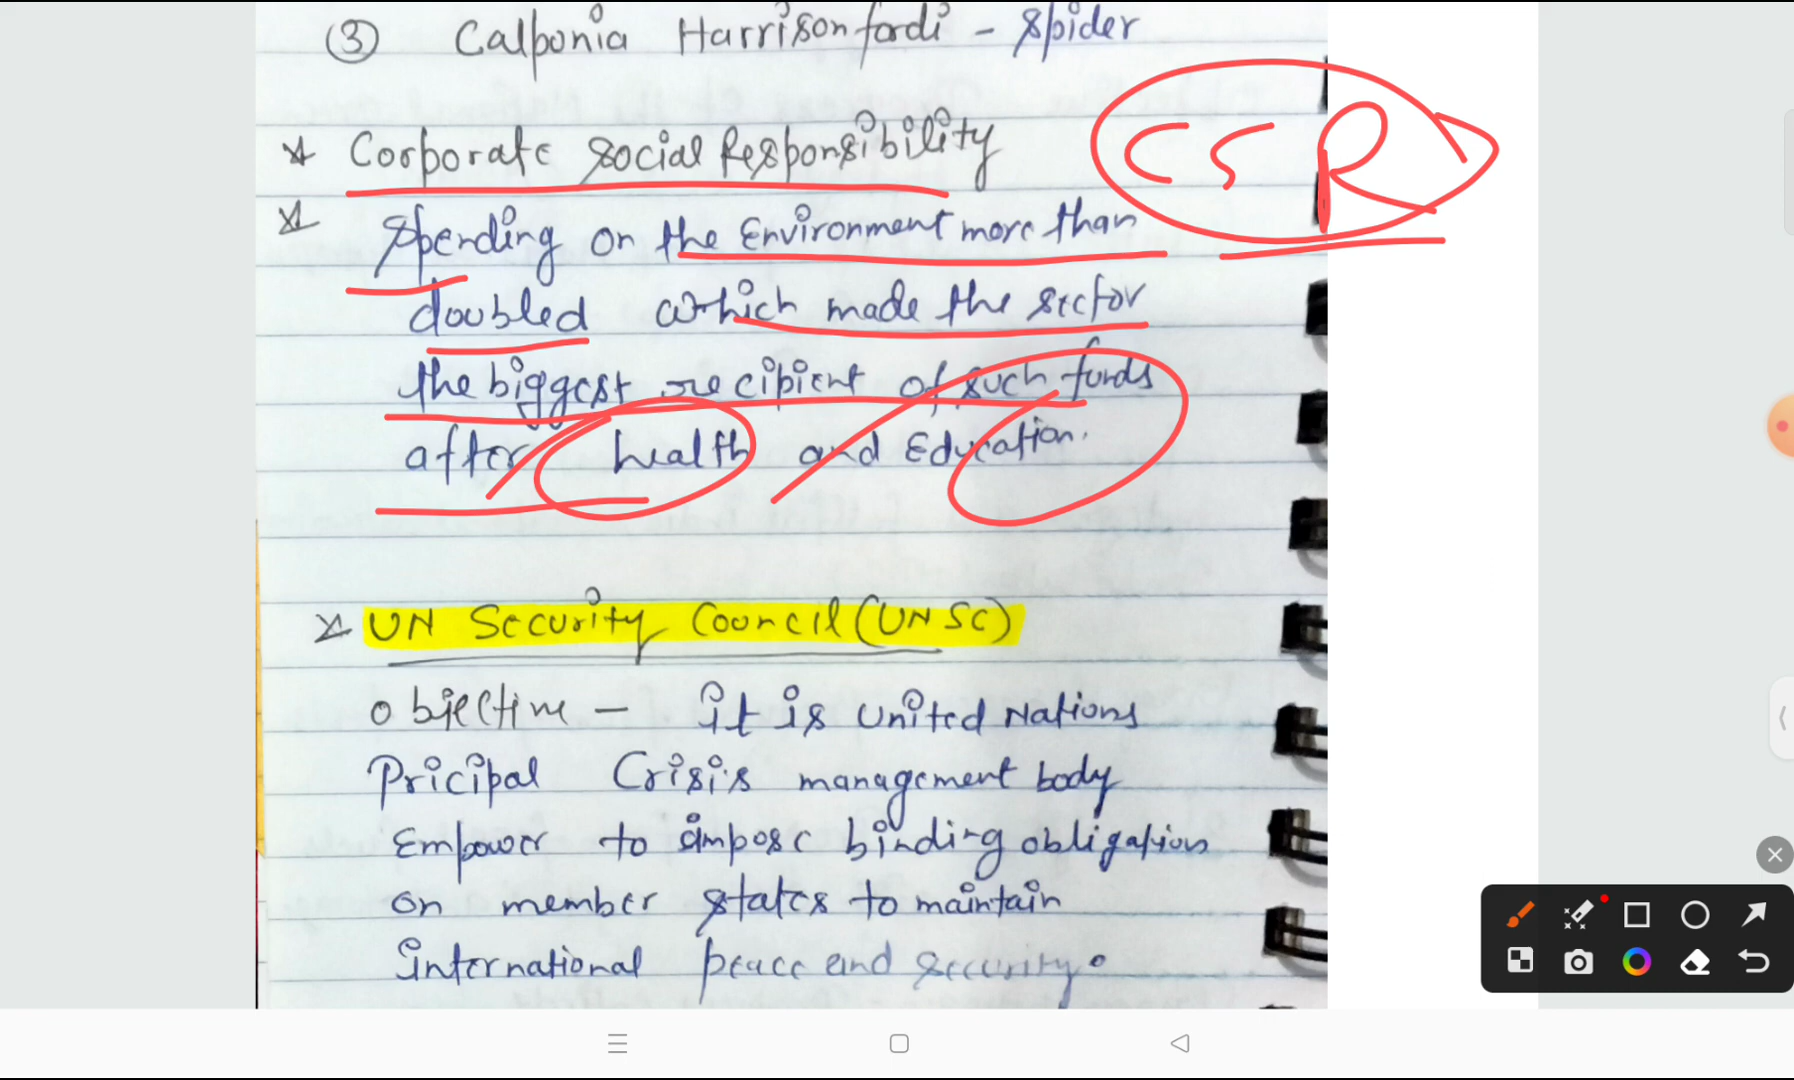 ③ Calponia Harrisonfordi - Spider
* Corporate Social Responsibility
CSR
* Spending on the Environment more than
doubled which made the sector
the biggest recipient of such funds
after health and Education.
* UN Security Council (UNSC)
objective - it is United Nations
Pricipal Crisis management body
Empower to impose binding obligations
on member states to maintain
international peace and security.